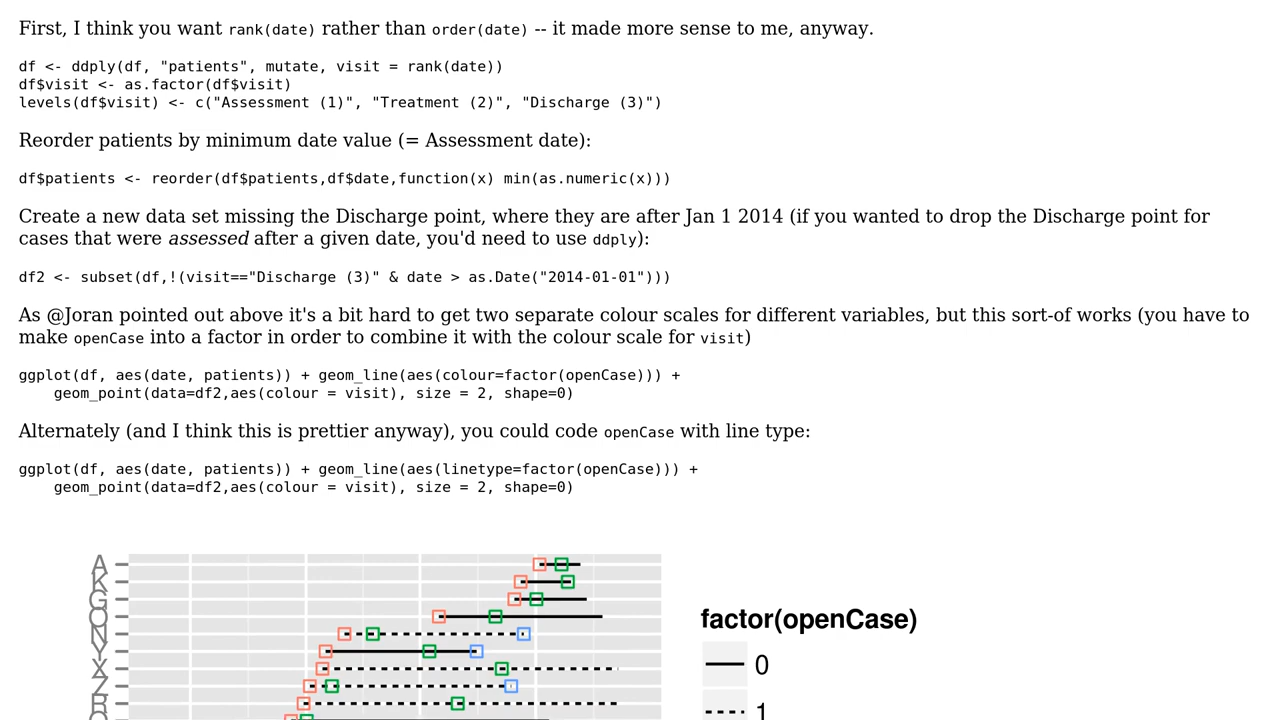 First, I think you want rank(date) rather than order(date) -- it made more sense to me, anyway.
df <- ddply(df, "patients", mutate, visit = rank(date))
df$visit <- as.factor(df$visit)
levels(df$visit) <- c("Assessment (1)", "Treatment (2)", "Discharge (3)")
Reorder patients by minimum date value (= Assessment date):
df$patients <- reorder(df$patients,df$date,function(x) min(as.numeric(x)))
Create a new data set missing the Discharge point, where they are after Jan 1 2014 (if you wanted to drop the Discharge point for
cases that were assessed after a given date, you'd need to use ddply):
df2 <- subset(df,!(visit=="Discharge (3)" & date > as.Date("2014-01-01")))
As @Joran pointed out above it's a bit hard to get two separate colour scales for different variables, but this sort-of works (you have to
make openCase into a factor in order to combine it with the colour scale for visit)
ggplot(df, aes(date, patients)) + geom_line(aes(colour=factor(openCase))) +
    geom_point(data=df2,aes(colour = visit), size = 2, shape=0)
Alternately (and I think this is prettier anyway), you could code openCase with line type:
ggplot(df, aes(date, patients)) + geom_line(aes(linetype=factor(openCase))) +
    geom_point(data=df2,aes(colour = visit), size = 2, shape=0)
A
K
G
O
N
Y
X
Z
factor(openCase)
0
1